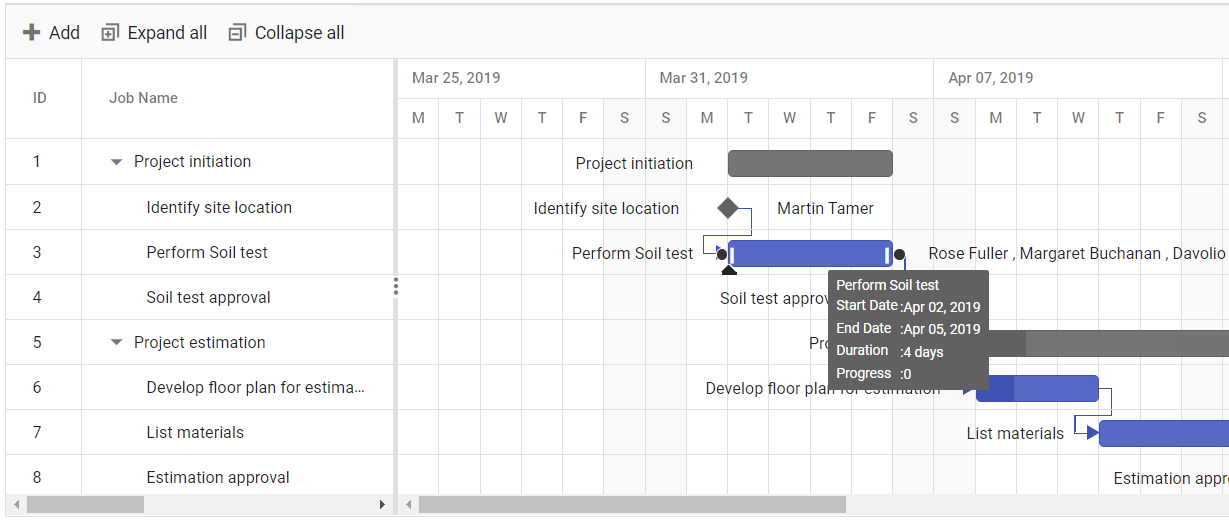 Add Expand all Collapse all
ID Job Name Mar 25, 2019 Mar 31, 2019 Apr 07, 2019
M T W T F S S M T W T F S S M T W T F S
1 Project initiation Project initiation
2 Identify site location Identify site location Martin Tamer
3 Perform Soil test Perform Soil test Rose Fuller , Margaret Buchanan , Davolio
4 Soil test approval Soil test approv
Perform Soil test
Start Date :Apr 02, 2019
End Date :Apr 05, 2019
Duration :4 days
Progress :0
5 Project estimation Pro
6 Develop floor plan for estima... Develop floor plan for estimation
7 List materials List materials
8 Estimation approval Estimation appr